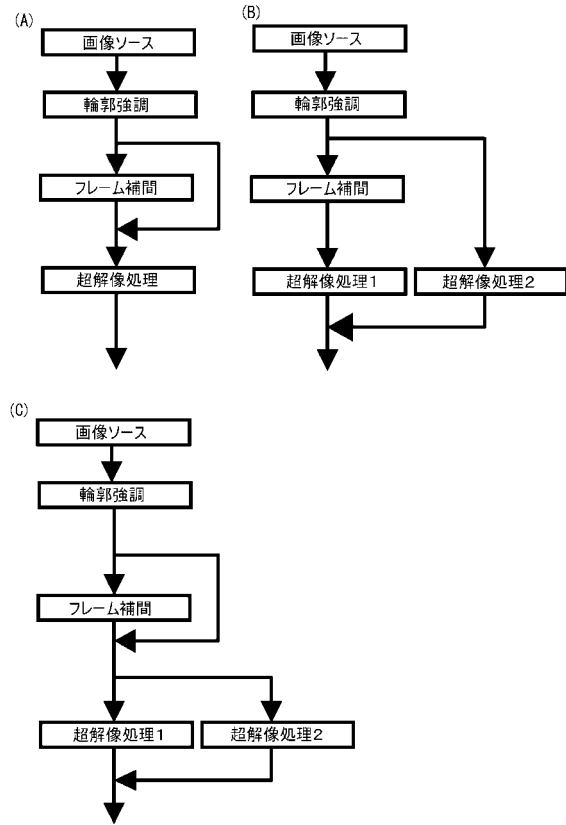 (A)
画像ソース
輪郭強調
フレーム補間
超解像処理
(B)
画像ソース
輪郭強調
フレーム補間
超解像処理1
超解像処理2
(C)
画像ソース
輪郭強調
フレーム補間
超解像処理1
超解像処理2